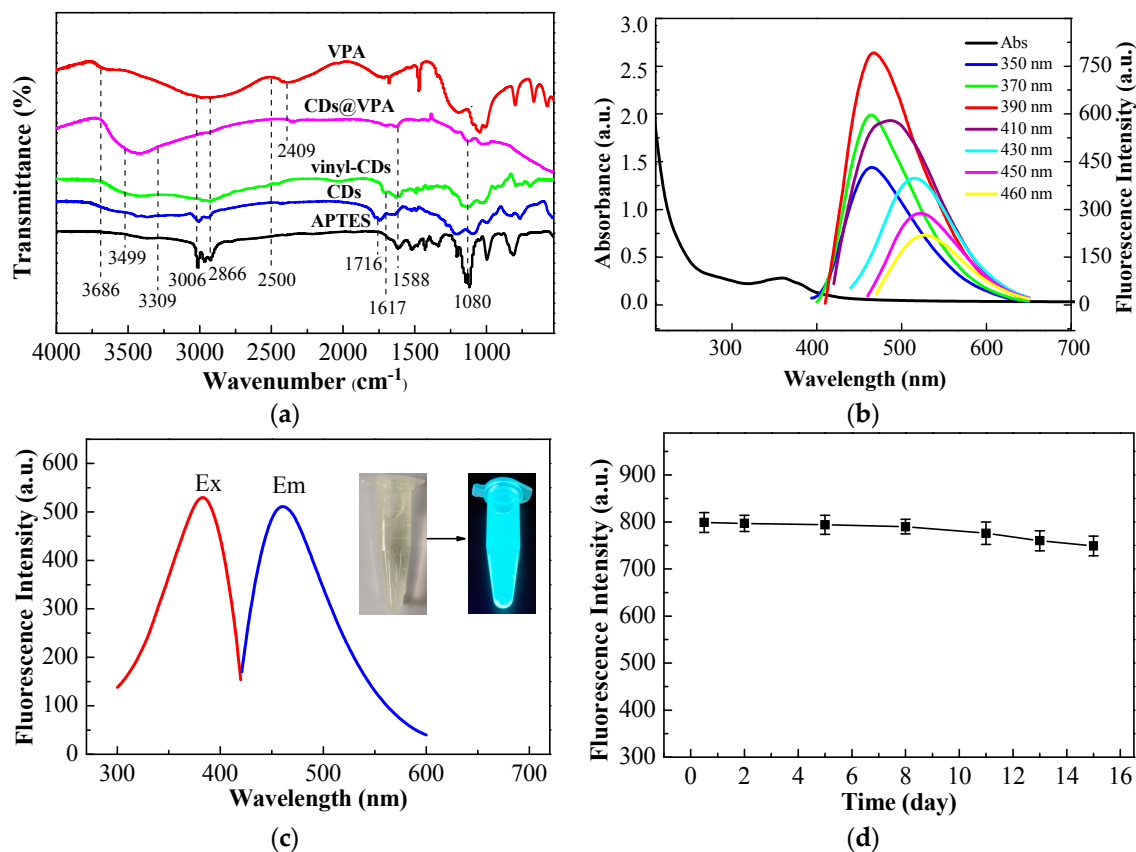 VPA
CDs@VPA
vinyl-CDs
CDs
APTES
3686
3499
3309
3006
2866
2500
2409
1716
1617
1588
1080
4000 3500 3000 2500 2000 1500 1000
Transmittance (%)
Wavenumber (cm-1)
(a)
3.0
2.5
2.0
1.5
1.0
0.5
0.0
Absorbance (a.u.)
Abs
350 nm
370 nm
390 nm
410 nm
430 nm
450 nm
460 nm
750
600
450
300
150
0
Fluorescence Intensity (a.u.)
300 400 500 600 700
Wavelength (nm)
(b)
600
500
400
300
200
100
0
Fluorescence Intensity (a.u.)
Ex Em
300 400 500 600 700
Wavelength (nm)
(c)
900
800
700
600
500
400
300
Fluorescence Intensity (a.u.)
0 2 4 6 8 10 12 14 16
Time (day)
(d)